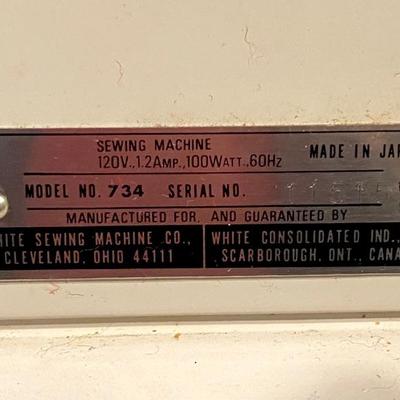 SEWING MACHINE
120V., 1.2AMP., 100WATT., 60HZ
MADE IN JAP
MODEL NO. 734 SERIAL NO.
MANUFACTURED FOR, AND GUARANTEED BY
HITE SEWING MACHINE CO.,
CLEVELAND, OHIO 44111
WHITE CONSOLIDATED IND.,
SCARBOROUGH, ONT., CANA